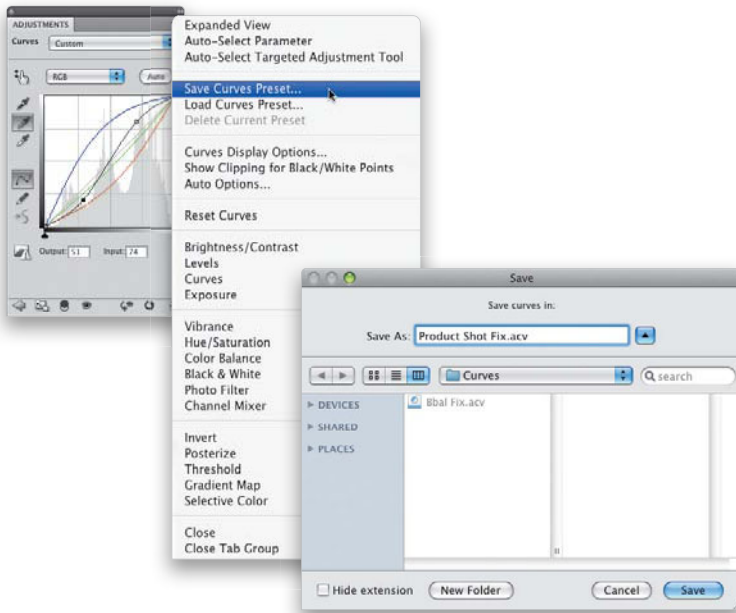 ADJUSTMENTS
Curves Custom
RGB Auto
Output: 51 Input: 74
Expanded View
Auto-Select Parameter
Auto-Select Targeted Adjustment Tool
Save Curves Preset...
Load Curves Preset...
Delete Current Preset
Curves Display Options...
Show Clipping for Black/White Points
Auto Options...
Reset Curves
Brightness/Contrast
Levels
Curves
Exposure
Vibrance
Hue/Saturation
Color Balance
Black & White
Photo Filter
Channel Mixer
Invert
Posterize
Threshold
Gradient Map
Selective Color
Close
Close Tab Group
Save
Save curves in:
Save As: Product Shot Fix.acv
Curves
search
DEVICES
SHARED
PLACES
Bbal Fix.acv
Hide extension
New Folder
Cancel
Save